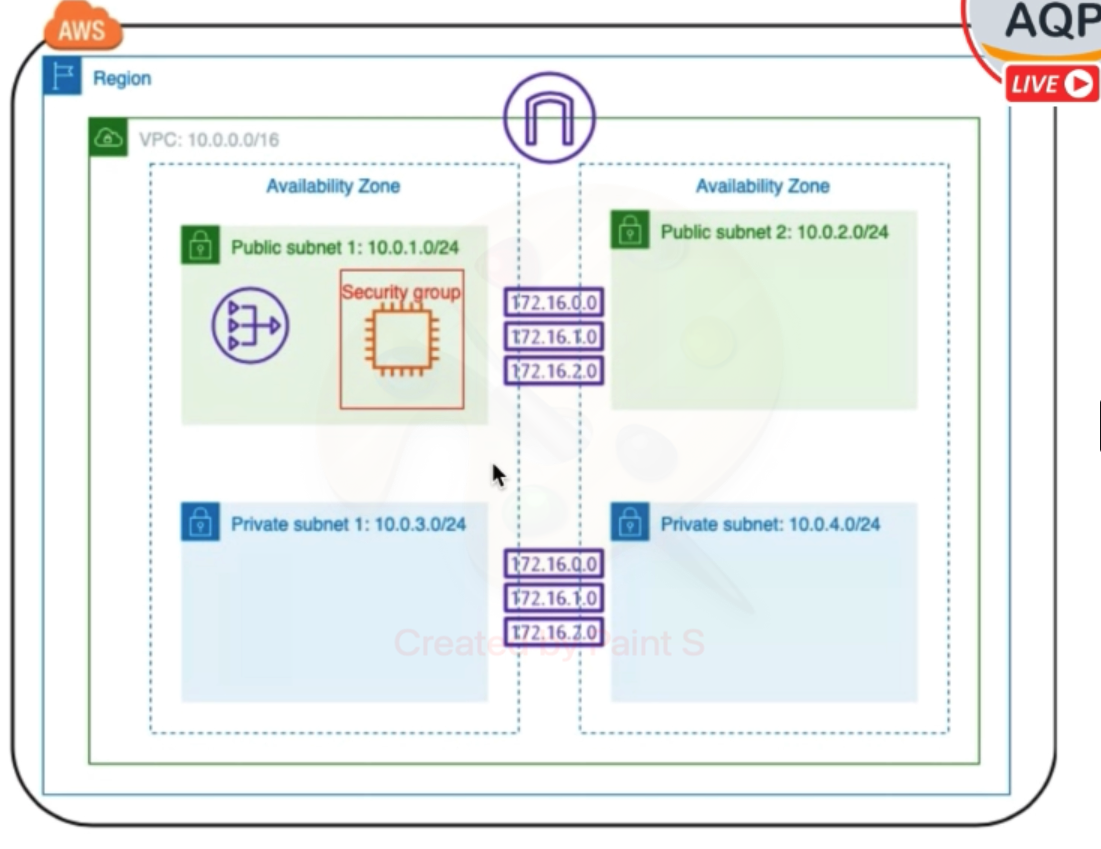 AWS
AQP
LIVE
Region
VPC: 10.0.0.0/16
Availability Zone
Availability Zone
Public subnet 1: 10.0.1.0/24
Public subnet 2: 10.0.2.0/24
Security group
172.16.0.0
172.16.1.0
172.16.2.0
Private subnet 1: 10.0.3.0/24
Private subnet: 10.0.4.0/24
172.16.0.0
172.16.1.0
172.16.2.0
Created by Paint S